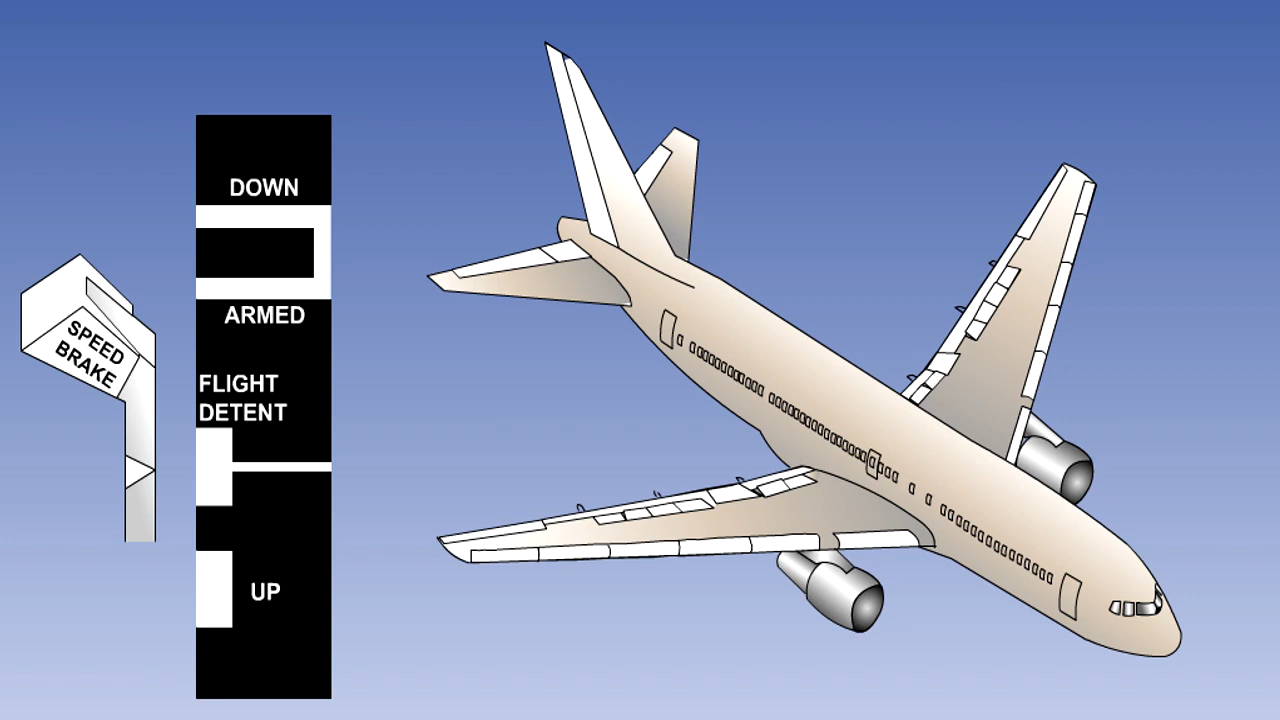 SPEED
BRAKE
DOWN
ARMED
FLIGHT
DETENT
UP